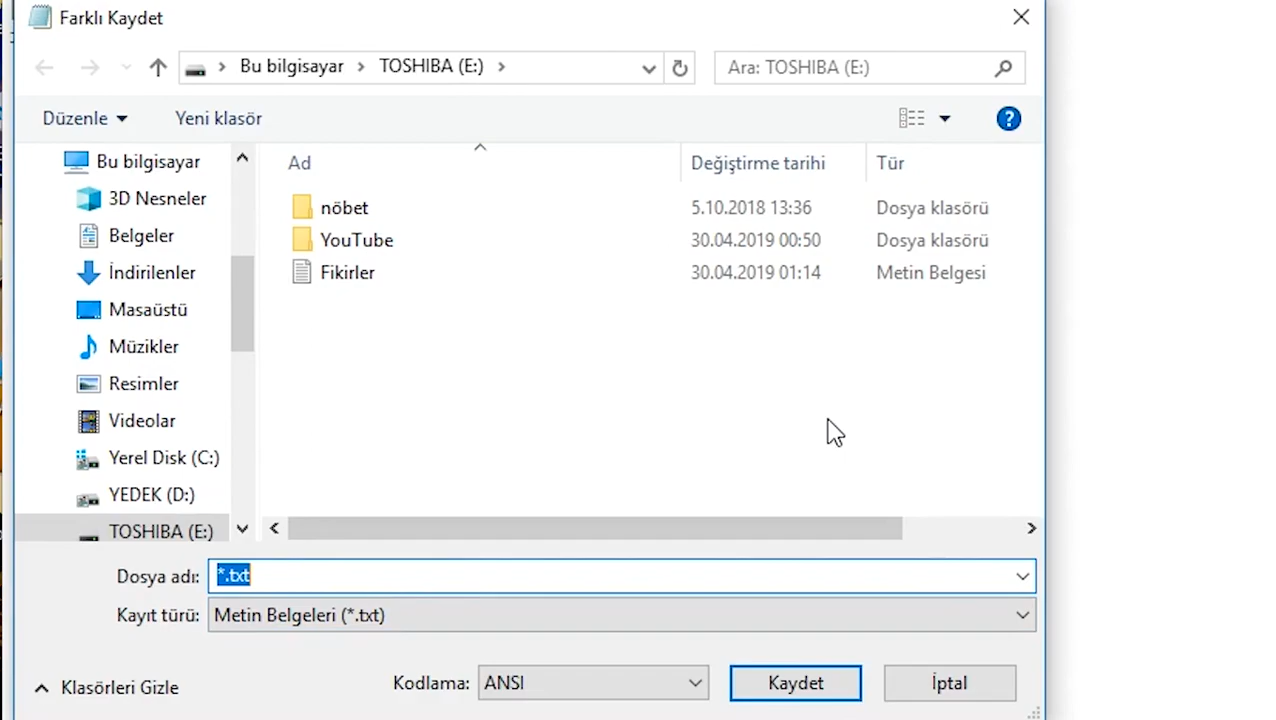 Farklı Kaydet
Bu bilgisayar TOSHIBA (E:)
Ara: TOSHIBA (E:)
Düzenle Yeni klasör
Bu bilgisayar
3D Nesneler
Belgeler
İndirilenler
Masaüstü
Müzikler
Resimler
Videolar
Yerel Disk (C:)
YEDEK (D:)
TOSHIBA (E:)
Ad Değiştirme tarihi Tür
nöbet 5.10.2018 13:36 Dosya klasörü
YouTube 30.04.2019 00:50 Dosya klasörü
Fikirler 30.04.2019 01:14 Metin Belgesi
Dosya adı: *.txt
Kayıt türü: Metin Belgeleri (*.txt)
Klasörleri Gizle Kodlama: ANSI Kaydet İptal